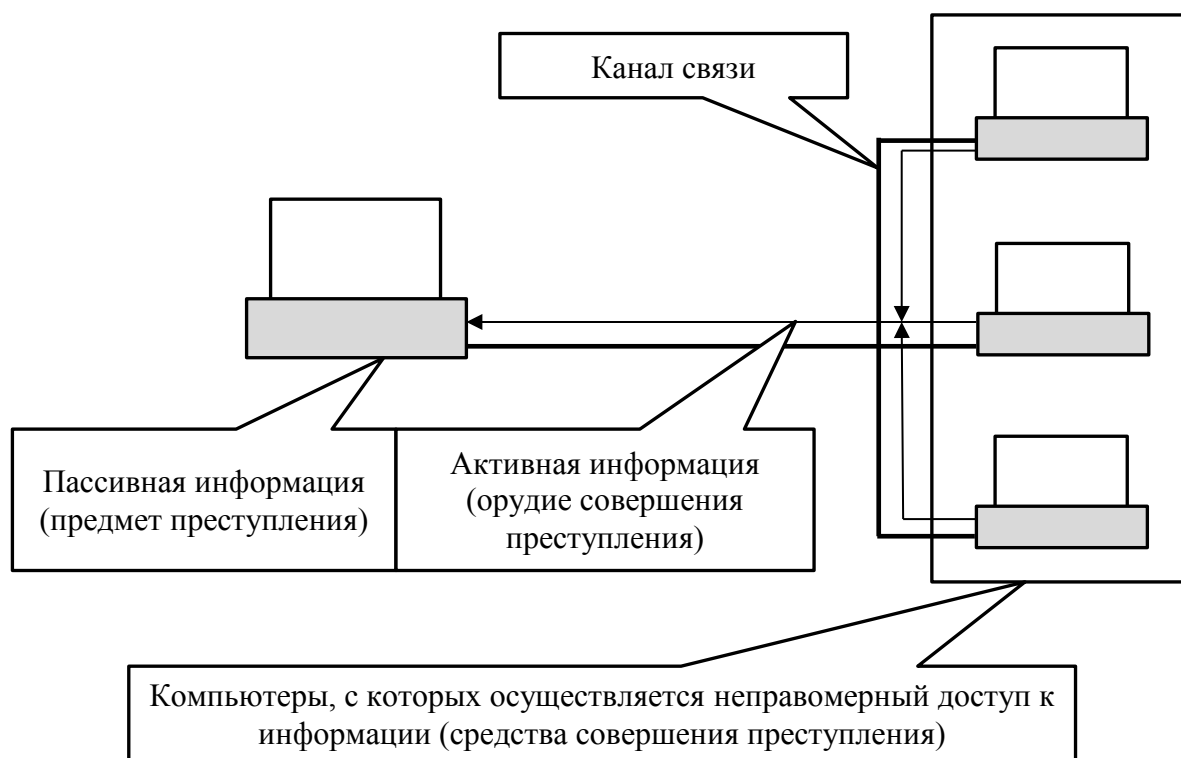 Канал связи
Пассивная информация
(предмет преступления)
Активная информация
(орудие совершения
преступления)
Компьютеры, с которых осуществляется неправомерный доступ к
информации (средства совершения преступления)